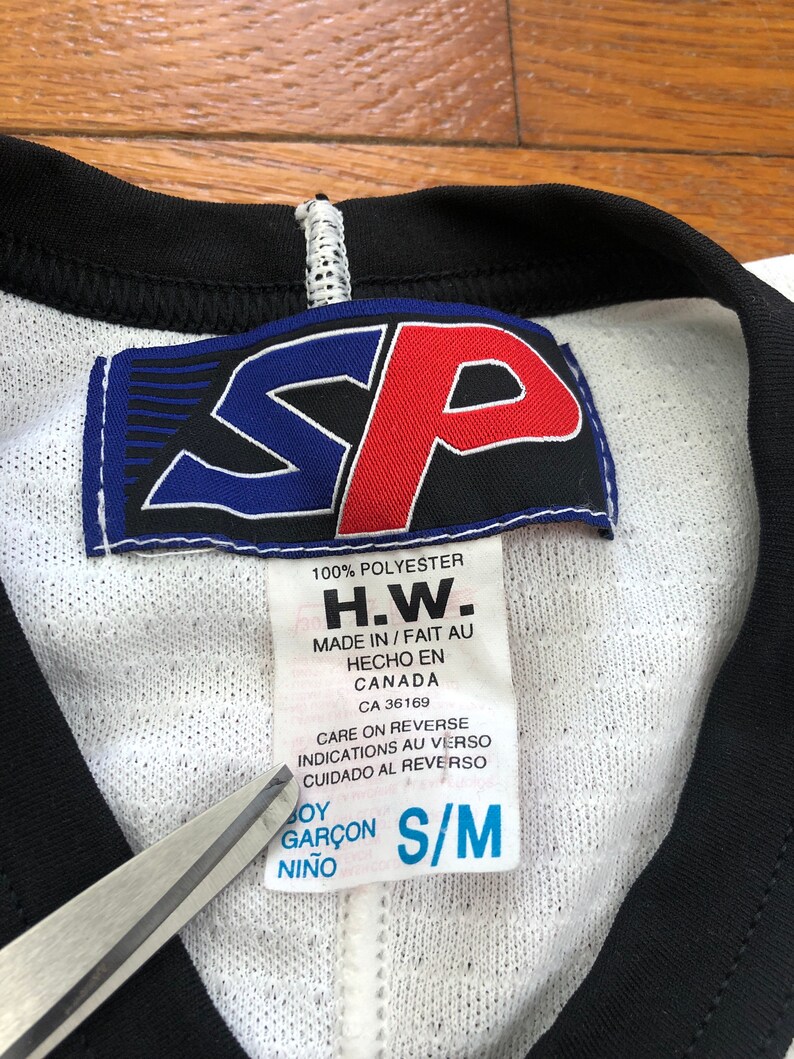 SP
100% POLYESTER
H.W.
MADE IN / FAIT AU
HECHO EN
CANADA
CA 36169
CARE ON REVERSE
INDICATIONS AU VERSO
CUIDADO AL REVERSO
BOY
GARÇON
NIÑO
S/M